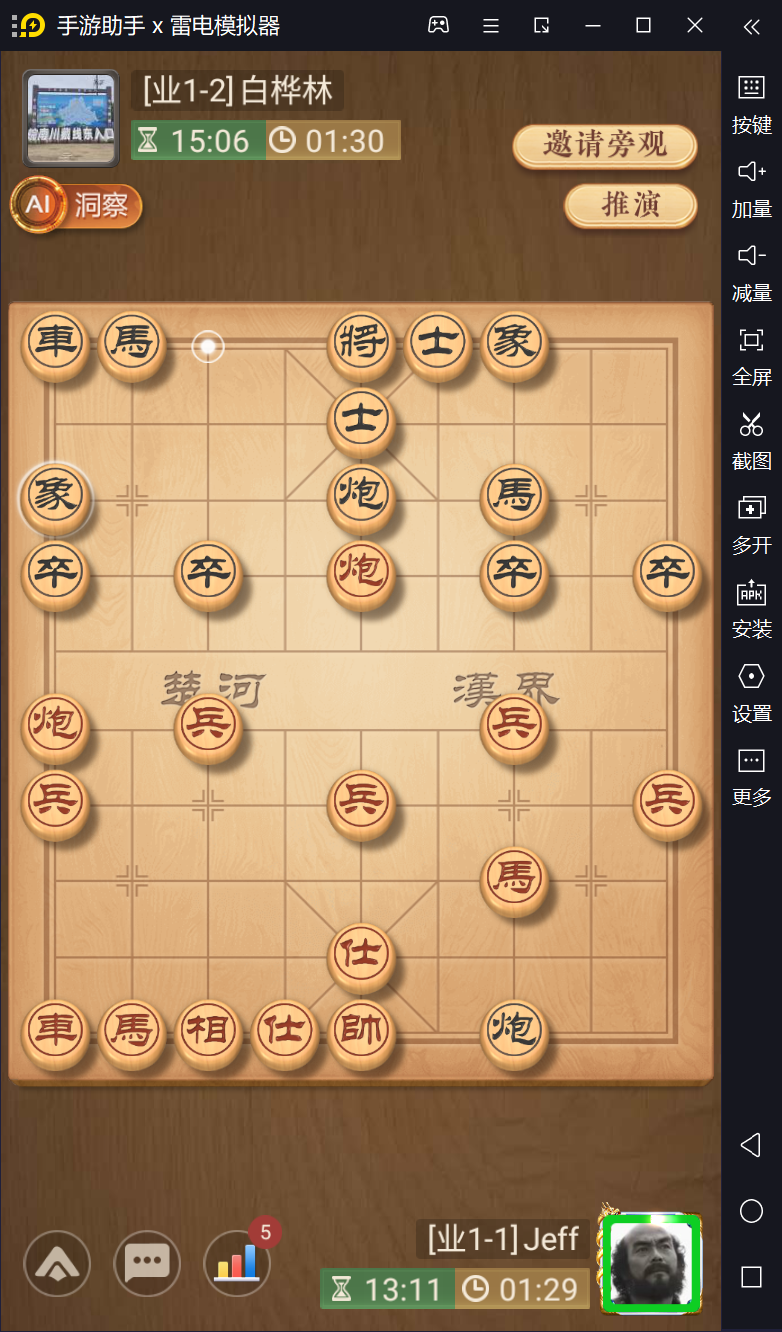 手游助手 x 雷电模拟器
[业1-2]白桦林
15:06 01:30
邀请旁观
AI 洞察
推演
按键
加量
减量
全屏
截图
多开
APK
安装
设置
更多
車 馬 將 士 象
士
象 炮 馬
卒 卒 炮 卒 卒
楚河 漢界
炮 兵 兵
兵 兵 兵
馬
仕
車 馬 相 仕 帥 炮
5
[业1-1]Jeff
13:11 01:29